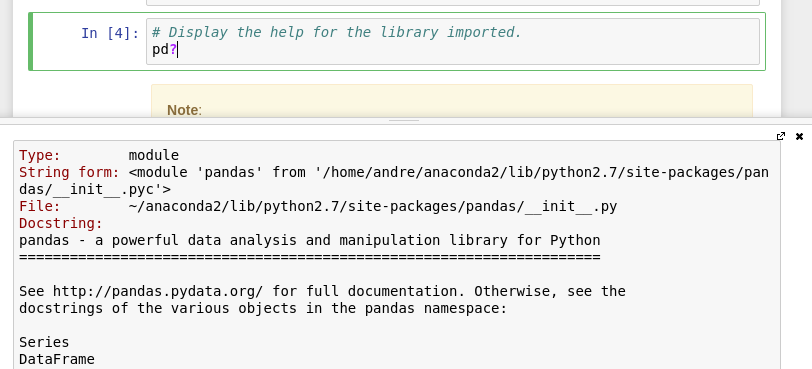 In [4]: # Display the help for the library imported.
pd?
Note:
Type:        module
String form: <module 'pandas' from '/home/andre/anaconda2/lib/python2.7/site-packages/pan
das/__init__.pyc'>
File:        ~/anaconda2/lib/python2.7/site-packages/pandas/__init__.py
Docstring:
pandas - a powerful data analysis and manipulation library for Python
=====================================================================
See http://pandas.pydata.org/ for full documentation. Otherwise, see the
docstrings of the various objects in the pandas namespace:
Series
DataFrame